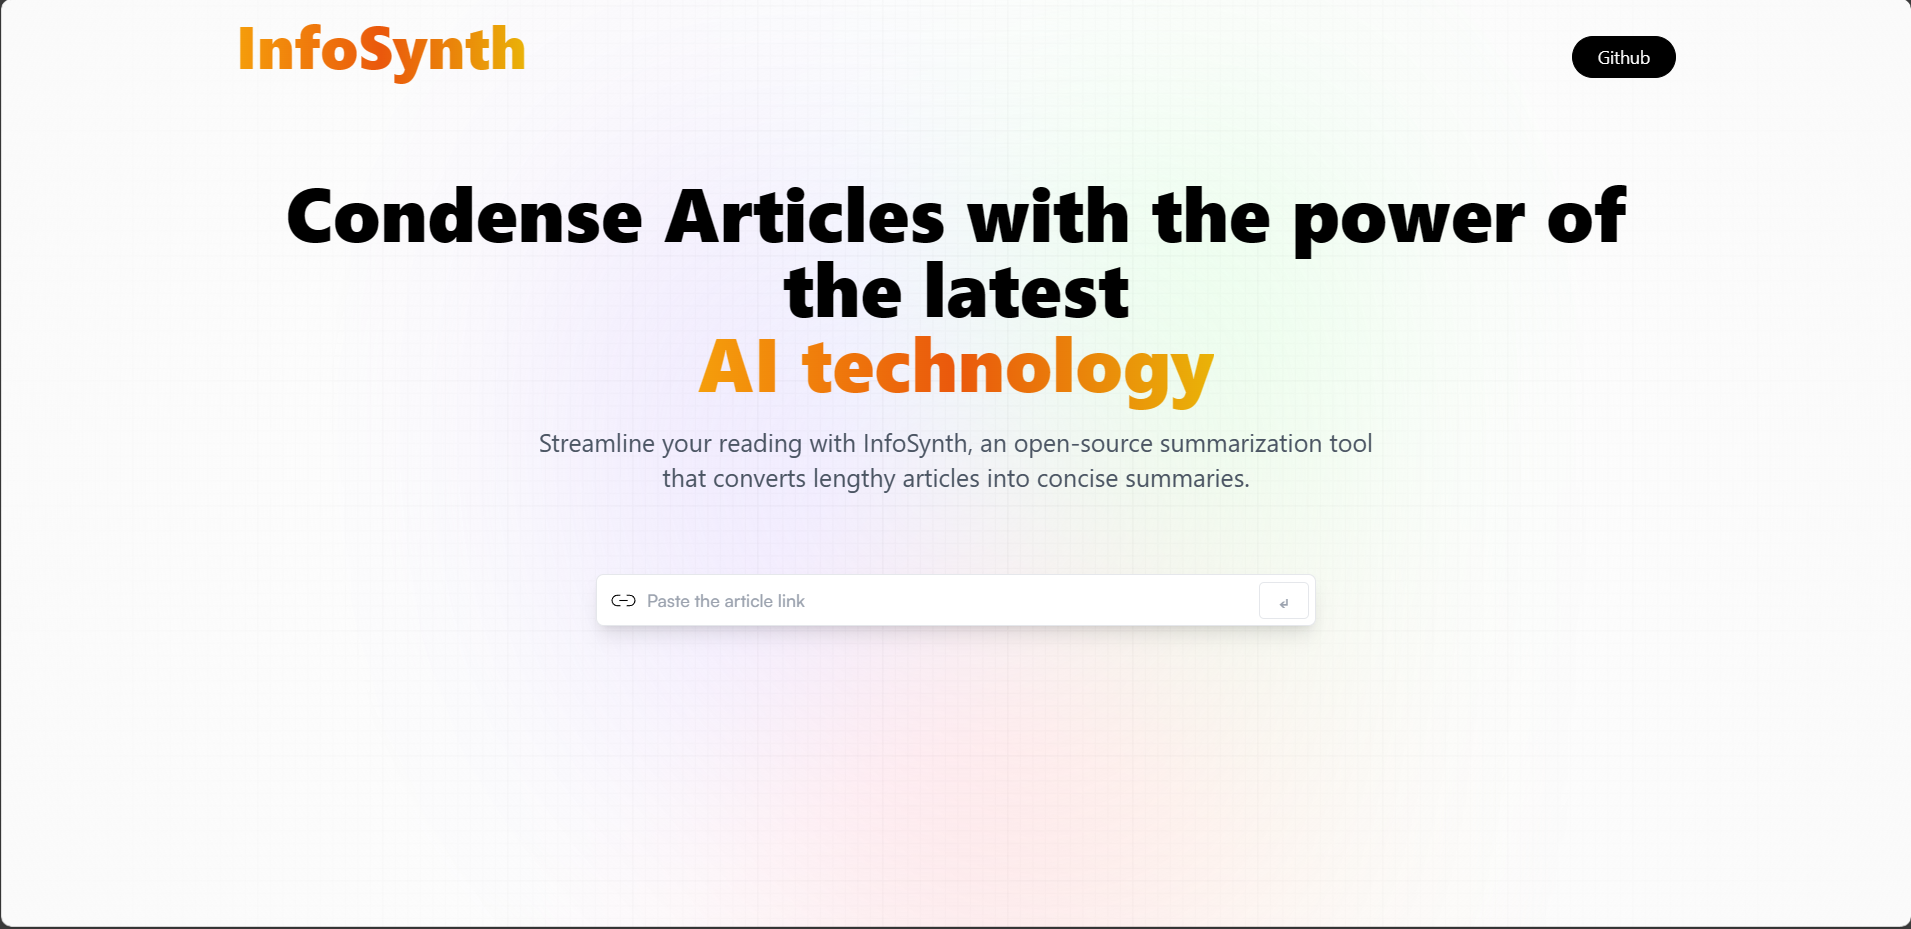 InfoSynth
Github
Condense Articles with the power of
the latest
AI technology
Streamline your reading with InfoSynth, an open-source summarization tool
that converts lengthy articles into concise summaries.
Paste the article link
↵